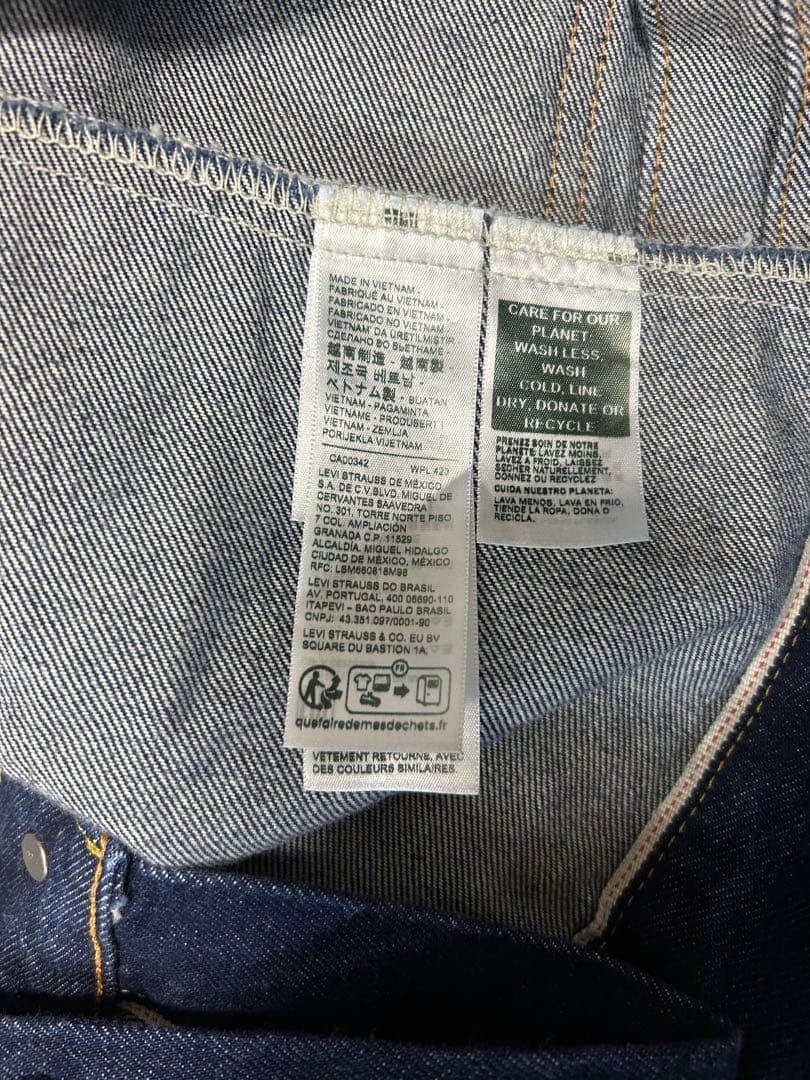 MADE IN VIETNAM -
FABRIQUÉ AU VIETNAM -
FABRICADO EN VIETNAM -
FABRICADO NO VIETNAM -
VIETNAM' DA ÜRETİLMİŞTİR
СДЕЛАНО ВО ВЬЕТНАМЕ -
越南制造 - 越南製 -
제조국 베트남 -
ベトナム製 - BUATAN
VIETNAM - PAGAMINTA
VIETNAME - PRODUSERT I
VIETNAM - ZEMLJA
PORIJEKLA VIJETNAM
CA00342 WPL 423
LEVI STRAUSS DE MÉXICO
S.A. DE C.V.BLVD. MIGUEL DE
CERVANTES SAAVEDRA
NO. 301, TORRE NORTE PISO
7 COL. AMPLIACIÓN
GRANADA C.P. 11529
ALCALDÍA. MIGUEL HIDALGO
CIUDAD DE MÉXICO, MÉXICO
RFC: LSM660818M98
LEVI STRAUSS DO BRASIL
AV. PORTUGAL, 400 06690-110
ITAPEVI – SAO PAULO BRASIL
CNPJ: 43.351.097/0001-90
LEVI STRAUSS & CO. EU BV
SQUARE DU BASTION 1A,
FR
quefairedemesdechets.fr
VÊTEMENT RETOURNÉ, AVEC
DES COULEURS SIMILAIRES.
CARE FOR OUR
PLANET:
WASH LESS,
WASH
COLD, LINE
DRY, DONATE OR
RECYCLE
PRENEZ SOIN DE NOTRE
PLANÈTE: LAVEZ MOINS,
LAVEZ À FROID, LAISSEZ
SÉCHER NATURELLEMENT,
DONNEZ OU RECYCLEZ
CUIDA NUESTRO PLANETA:
LAVA MENOS, LAVA EN FRIO,
TIENDE LA ROPA, DONA O
RECICLA.